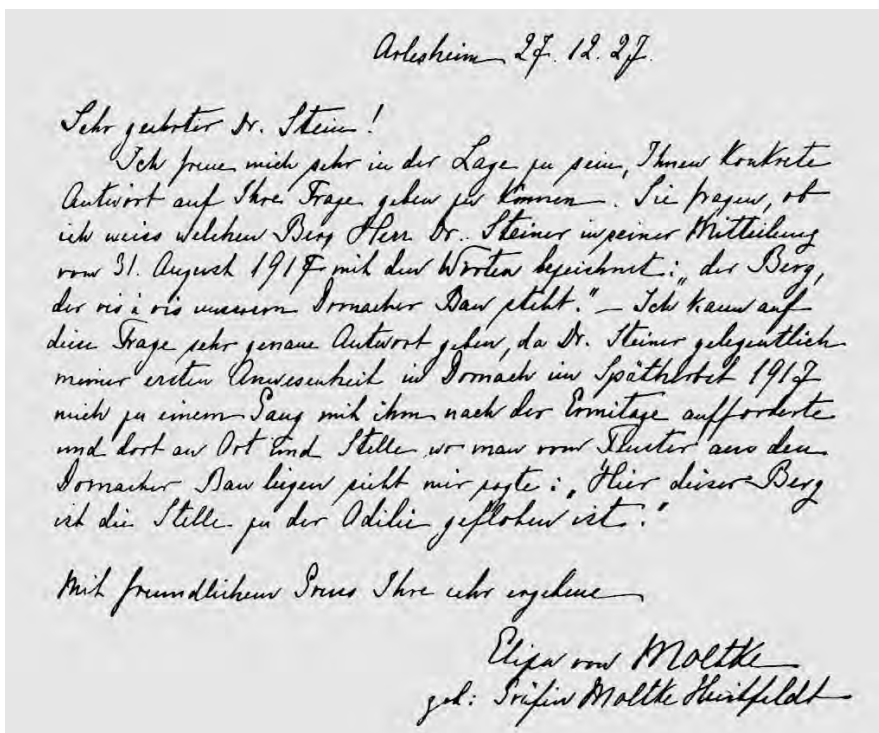 Arlesheim 27. 12. 27.
Sehr geehrter Dr. Stein!
Ich freue mich sehr in der Lage zu sein, Ihnen konkrete
Antwort auf Ihre Frage geben zu können. Sie fragen, ob
ich weiss welchen Berg Herr Dr. Steiner in seiner Mitteilung
vom 31. August 1917 mit den Worten bezeichnet: „der Berg,
der vis à vis unserem Dornacher Bau steht.“ – Ich kann auf
diese Frage sehr genaue Antwort geben, da Dr. Steiner gelegentlich
meiner ersten Anwesenheit in Dornach im Spätherbst 1917
mich zu einem Gang mit ihm nach der Ermitage aufforderte
und dort an Ort und Stelle wo man vom Fenster aus den
Dornacher Bau liegen sieht mir sagte: „Hier dieser Berg
ist die Stelle zu der Odilie geflohen ist.“
Mit freundlichem Gruss Ihre sehr ergebene
Eliza von Moltke
geb: Gräfin Moltke Huitfeldt